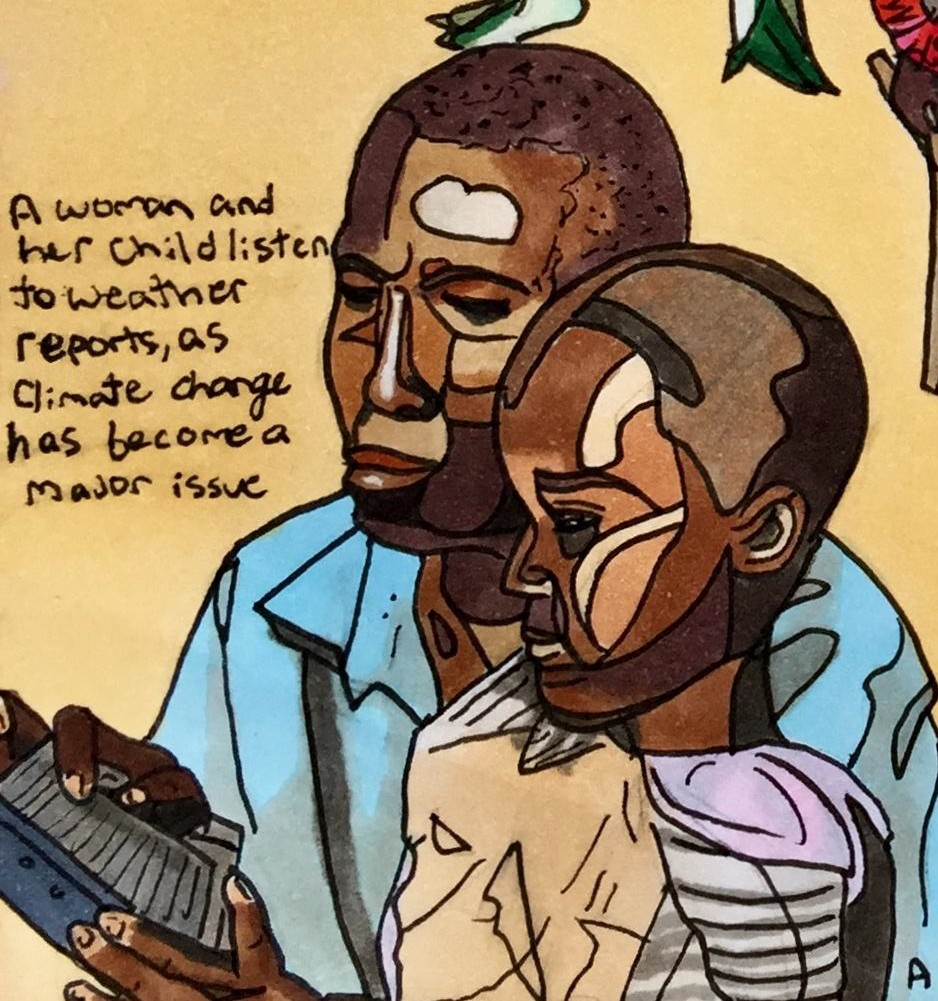 A woman and
her child listen
to weather
reports, as
Climate change
has become a
major issue
A